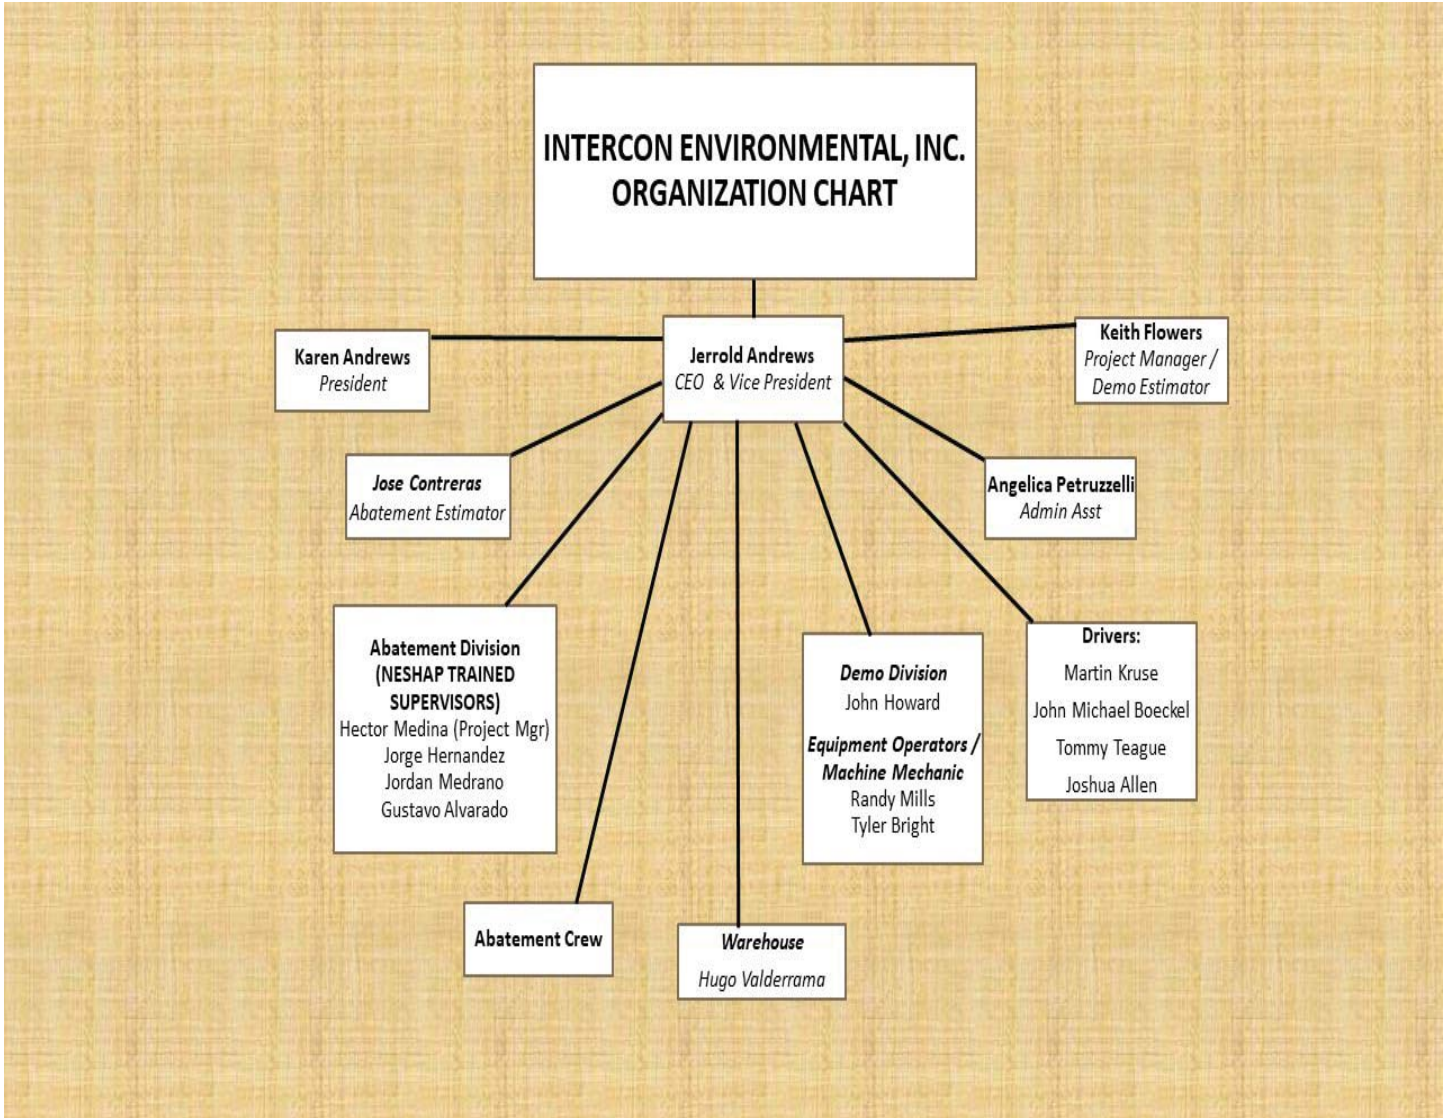 INTERCON ENVIRONMENTAL, INC.
ORGANIZATION CHART
Karen Andrews
President
Jerrold Andrews
CEO & Vice President
Keith Flowers
Project Manager /
Demo Estimator
Jose Contreras
Abatement Estimator
Angelica Petruzzelli
Admin Asst
Abatement Division
(NESHAP TRAINED
SUPERVISORS)
Hector Medina (Project Mgr)
Jorge Hernandez
Jordan Medrano
Gustavo Alvarado
Demo Division
John Howard
Equipment Operators /
Machine Mechanic
Randy Mills
Tyler Bright
Drivers:
Martin Kruse
John Michael Boeckel
Tommy Teague
Joshua Allen
Abatement Crew
Warehouse
Hugo Valderrama